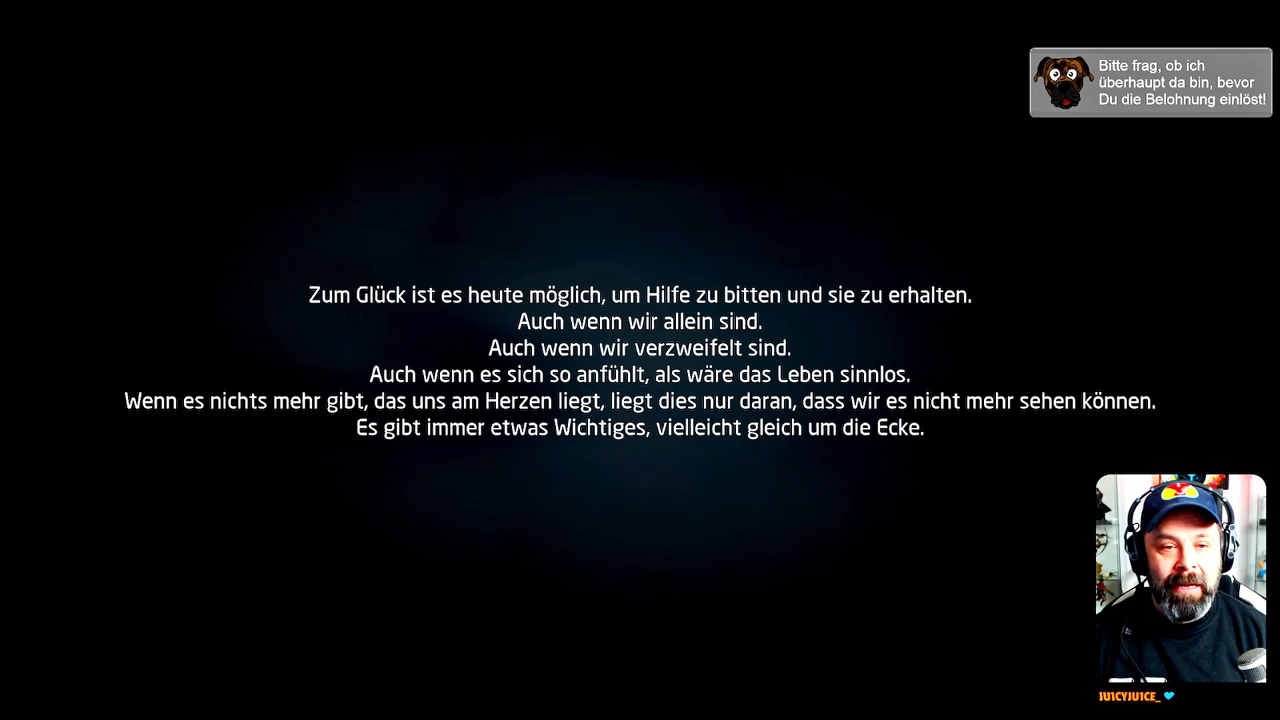 Bitte frag, ob ich
überhaupt da bin, bevor
Du die Belohnung einlöst!
Zum Glück ist es heute möglich, um Hilfe zu bitten und sie zu erhalten.
Auch wenn wir allein sind.
Auch wenn wir verzweifelt sind.
Auch wenn es sich so anfühlt, als wäre das Leben sinnlos.
Wenn es nichts mehr gibt, das uns am Herzen liegt, liegt dies nur daran, dass wir es nicht mehr sehen können.
Es gibt immer etwas Wichtiges, vielleicht gleich um die Ecke.
JU1CYJU1CE_